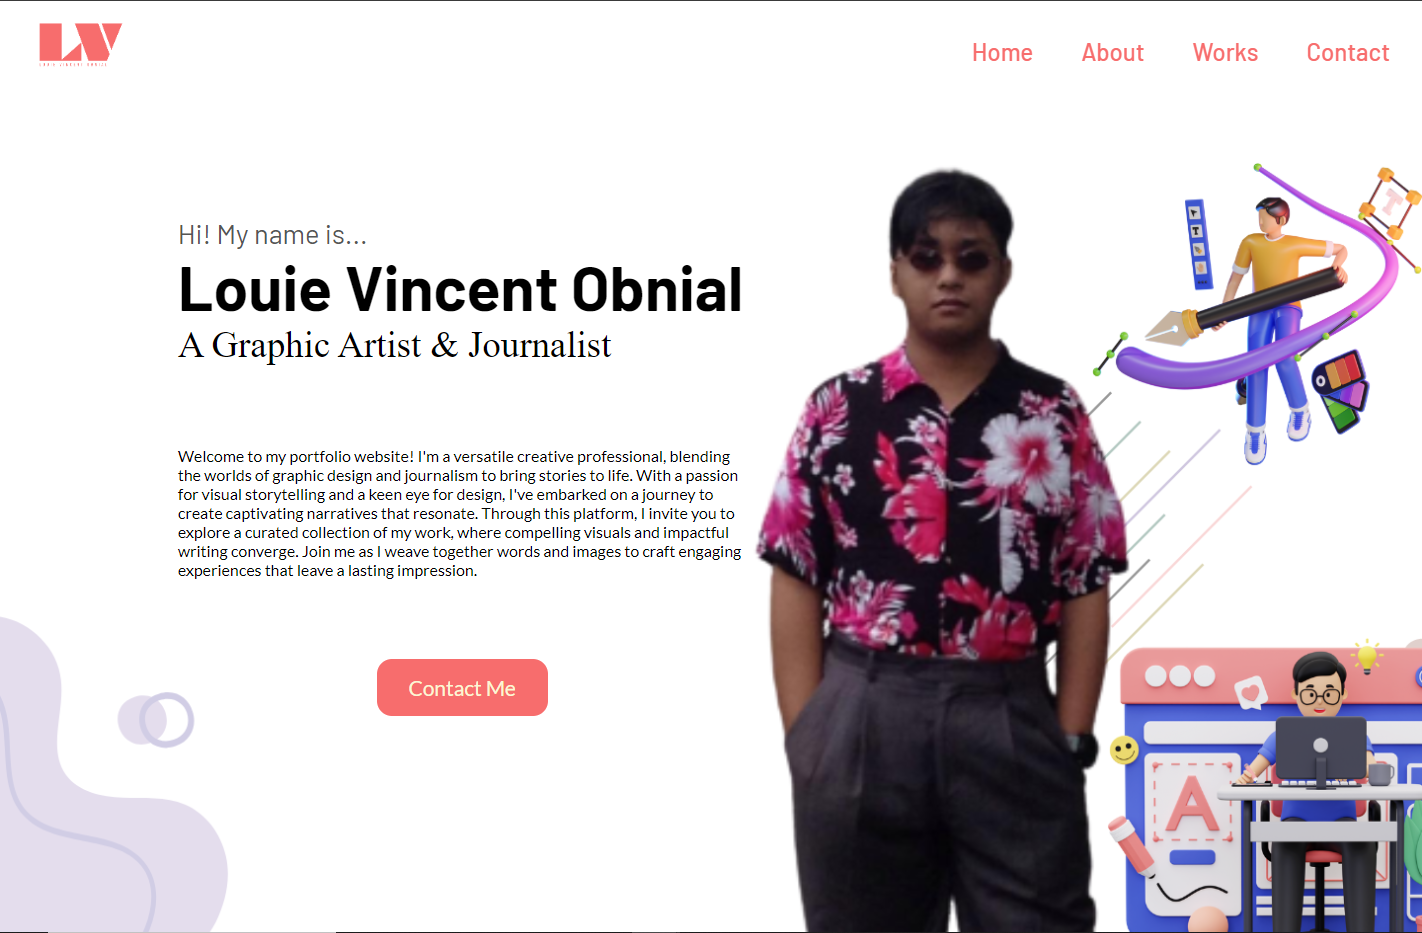 LV
Home About Works Contact
Hi! My name is...
Louie Vincent Obnial
A Graphic Artist & Journalist
Welcome to my portfolio website! I'm a versatile creative professional, blending
the worlds of graphic design and journalism to bring stories to life. With a passion
for visual storytelling and a keen eye for design, I've embarked on a journey to
create captivating narratives that resonate. Through this platform, I invite you to
explore a curated collection of my work, where compelling visuals and impactful
writing converge. Join me as I weave together words and images to craft engaging
experiences that leave a lasting impression.
Contact Me
T
T
A